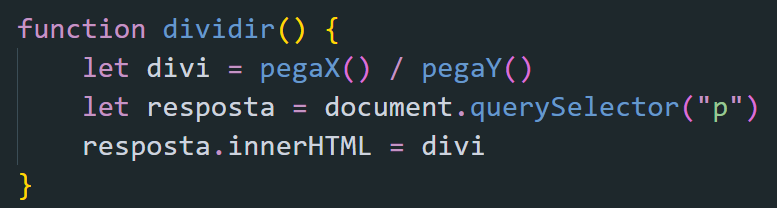 function dividir() {
    let divi = pegaX() / pegaY()
    let resposta = document.querySelector("p")
    resposta.innerHTML = divi
}